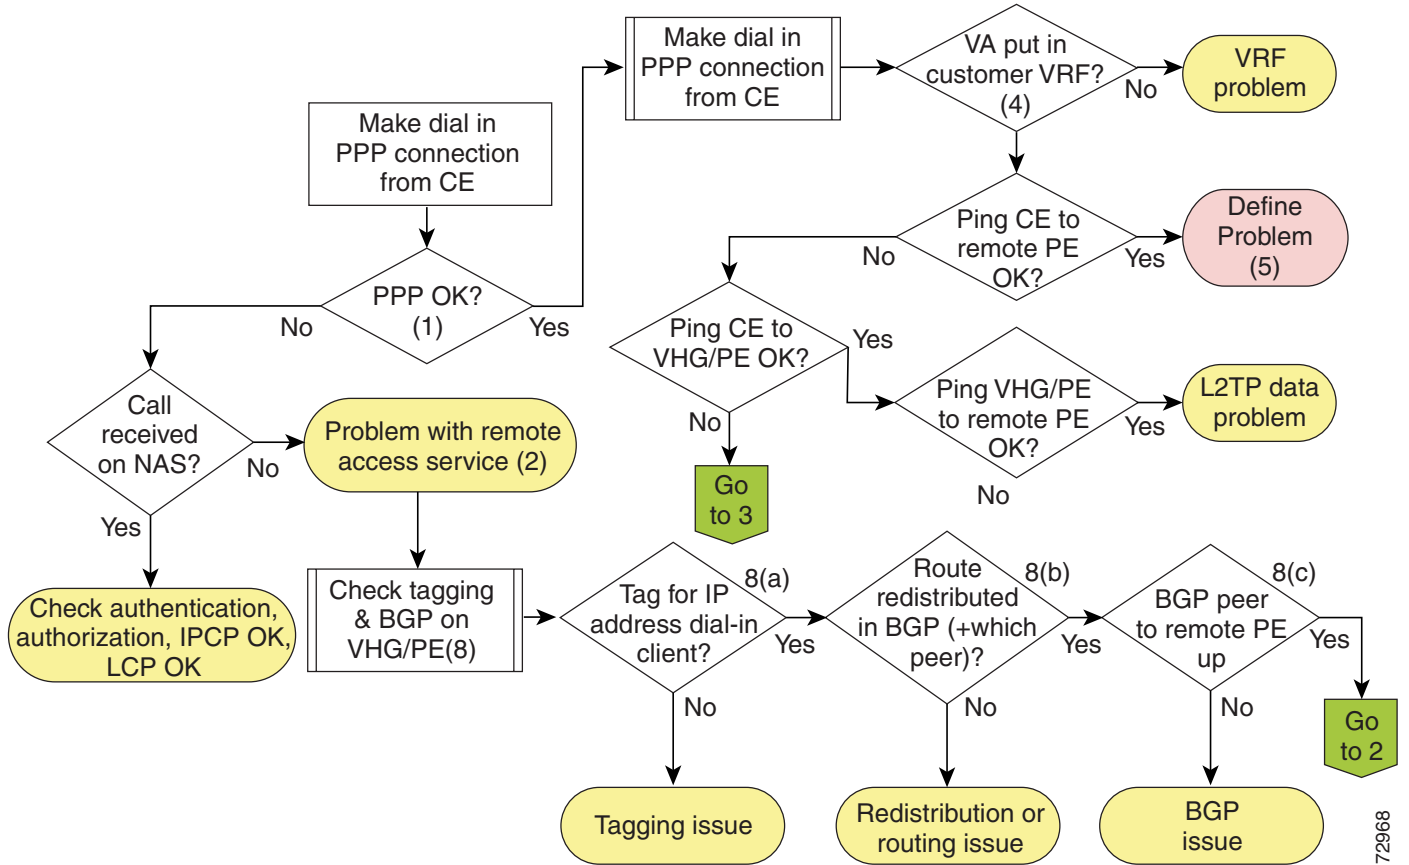 Make dial in
PPP connection
from CE
VA put in
customer VRF?
(4)
No
VRF
problem
Make dial in
PPP connection
from CE
Ping CE to
remote PE
OK?
No
Yes
Define
Problem
(5)
PPP OK?
(1)
No
Yes
Ping CE to
VHG/PE OK?
Yes
No
Ping VHG/PE
to remote PE
OK?
Yes
No
L2TP data
problem
Call
received
on NAS?
No
Yes
Problem with remote
access service (2)
Go
to 3
Check authentication,
authorization, IPCP OK,
LCP OK
Check tagging
& BGP on
VHG/PE(8)
8(a)
Tag for IP
address dial-in
client?
Yes
No
8(b)
Route
redistributed
in BGP (+which
peer)?
Yes
No
8(c)
BGP peer
to remote PE
up
Yes
No
Go
to 2
Tagging issue
Redistribution or
routing issue
BGP
issue
72968